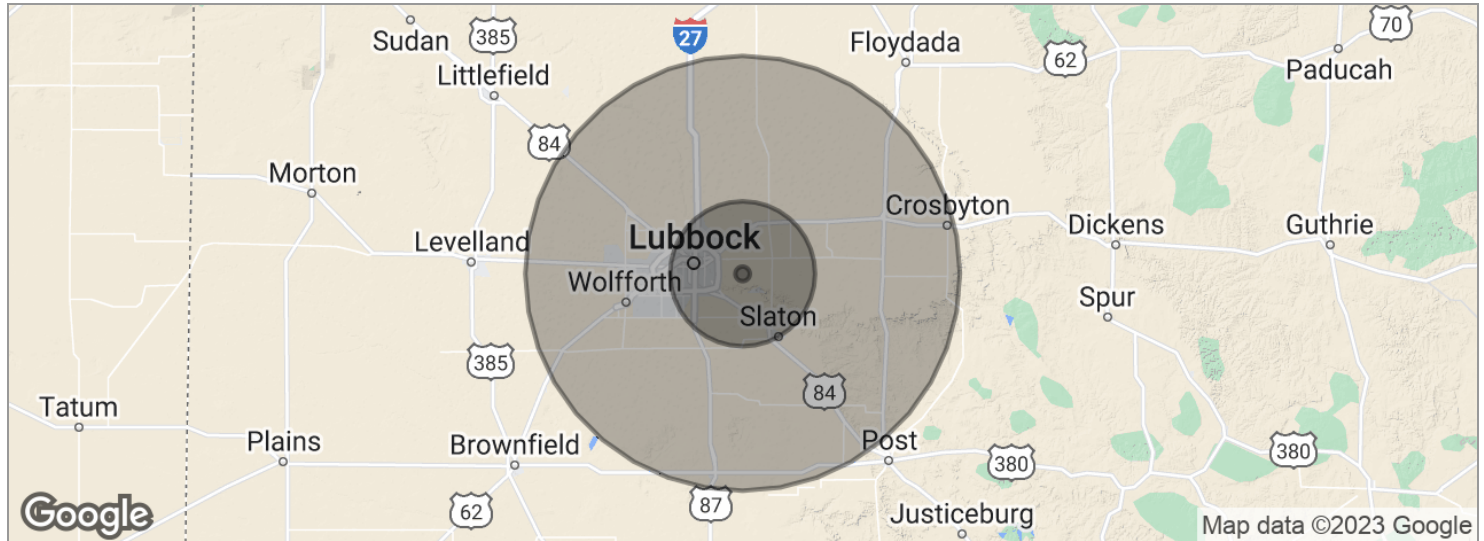 Sudan
385
27
Floydada
70
62
Paducah
Littlefield
84
Morton
Crosbyton
Dickens
Guthrie
Levelland
Lubbock
Wolfforth
Spur
Slaton
385
84
Tatum
Plains
Brownfield
Post
380
380
62
87
Justiceburg
Google
Map data ©2023 Google